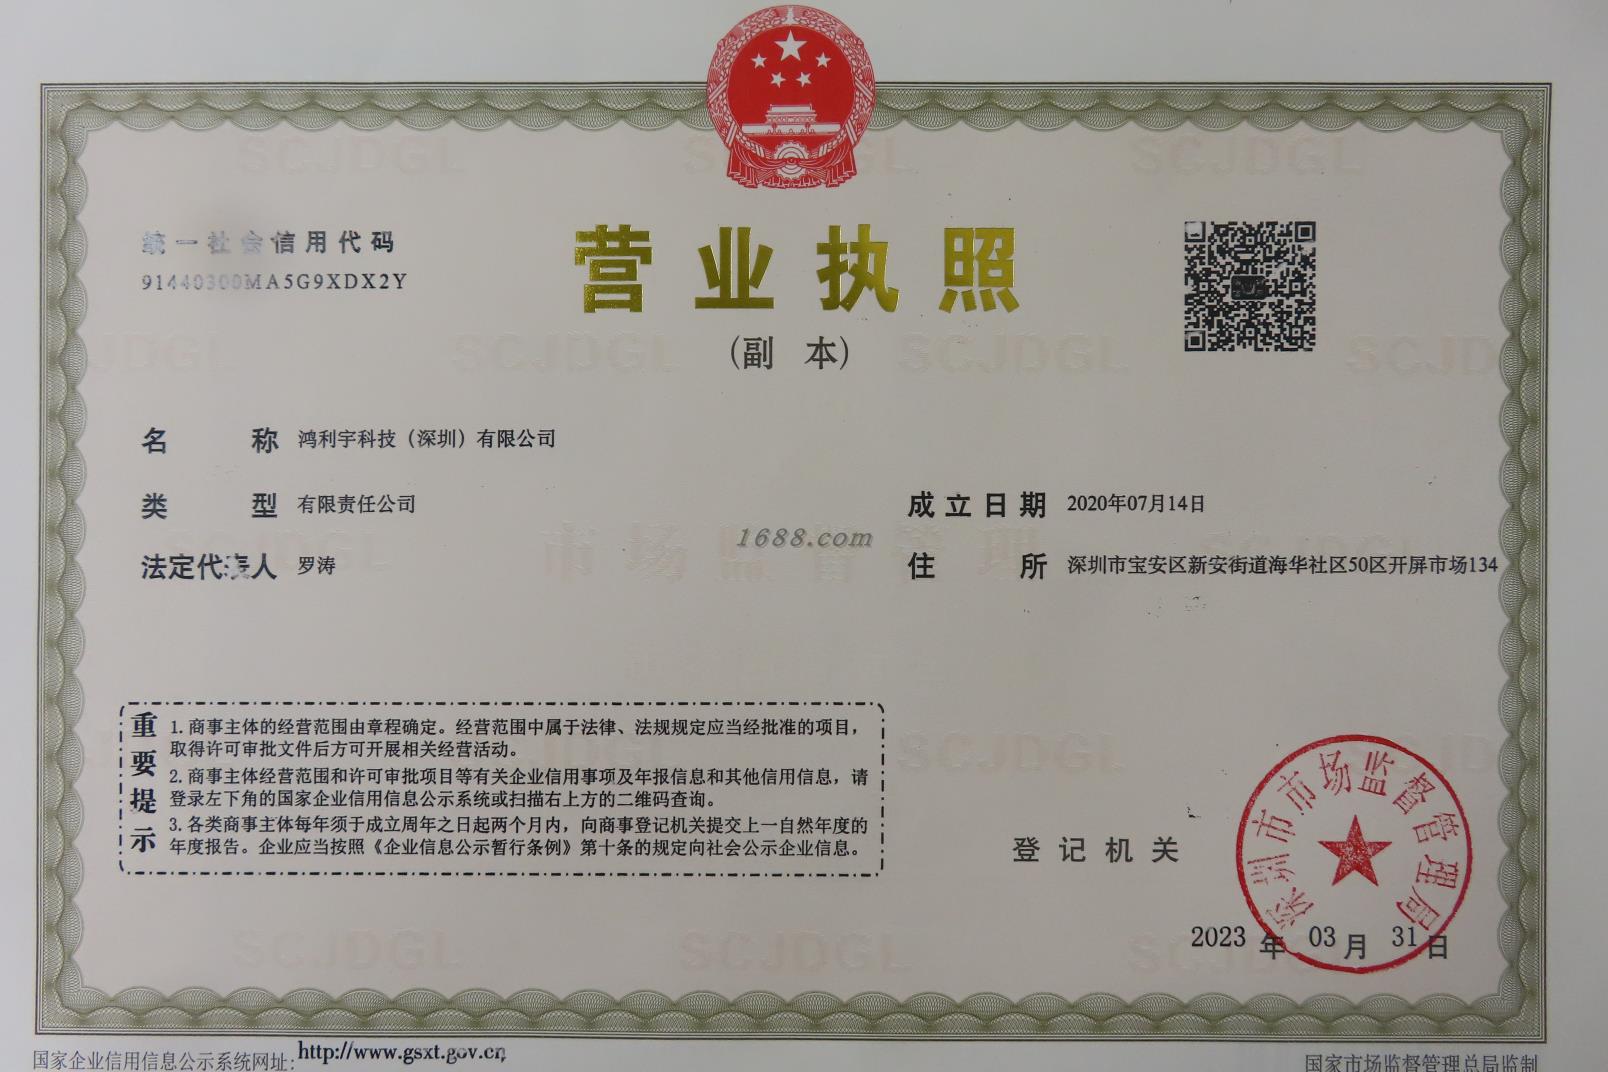 统一社会信用代码
91440300MA5G9XDX2Y
营业执照
(副 本)
名 称 鸿利宇科技（深圳）有限公司
类 型 有限责任公司
成立日期 2020年07月14日
法定代表人 罗涛
住 所 深圳市宝安区新安街道海华社区50区开屏市场134
1688.com
市场监督管理
重要提示
1. 商事主体的经营范围由章程确定。经营范围中属于法律、法规规定应当经批准的项目，
取得许可审批文件后方可开展相关经营活动。
2. 商事主体经营范围和许可审批项目等有关企业信用事项及年报信息和其他信用信息，请
登录左下角的国家企业信用信息公示系统或扫描右上方的二维码查询。
3. 各类商事主体每年须于成立周年之日起两个月内，向商事登记机关提交上一自然年度的
年度报告。企业应当按照《企业信息公示暂行条例》第十条的规定向社会公示企业信息。
登记机关
深圳市市场监督管理局
2023 年 03 月 31 日
国家企业信用信息公示系统网址：http://www.gsxt.gov.cn
国家市场监督管理总局监制